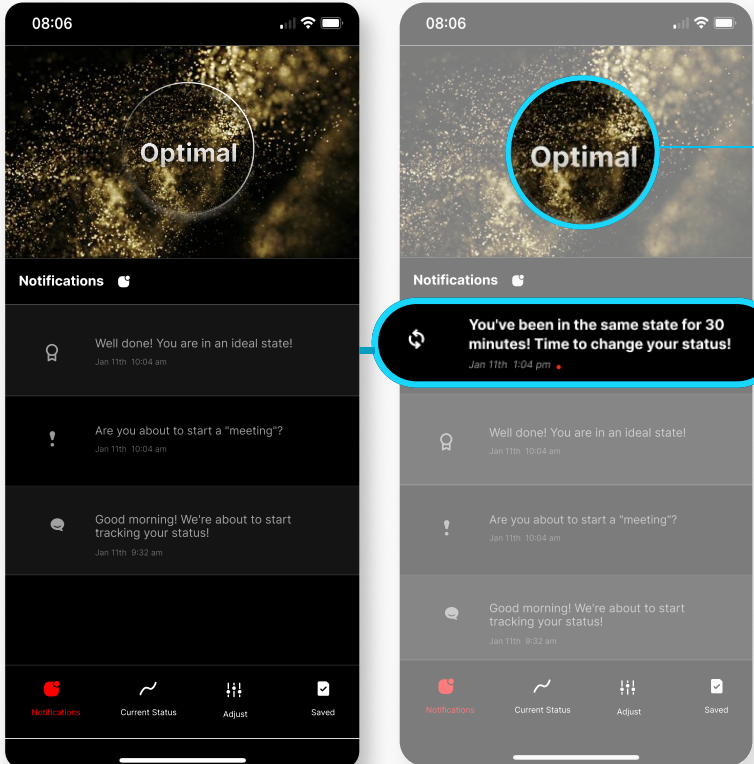 08:06
Optimal
Notifications
Well done! You are in an ideal state!
Jan 11th 10:04 am
Are you about to start a "meeting"?
Jan 11th 10:04 am
Good morning! We're about to start
tracking your status!
Jan 11th 9:32 am
Notifications
Current Status
Adjust
Saved
08:06
Optimal
Notifications
You've been in the same state for 30
minutes! Time to change your status!
Jan 11th 1:04 pm
Well done! You are in an ideal state!
Jan 11th 10:04 am
Are you about to start a "meeting"?
Jan 11th 10:04 am
Good morning! We're about to start
tracking your status!
Jan 11th 9:32 am
Notifications
Current Status
Adjust
Saved